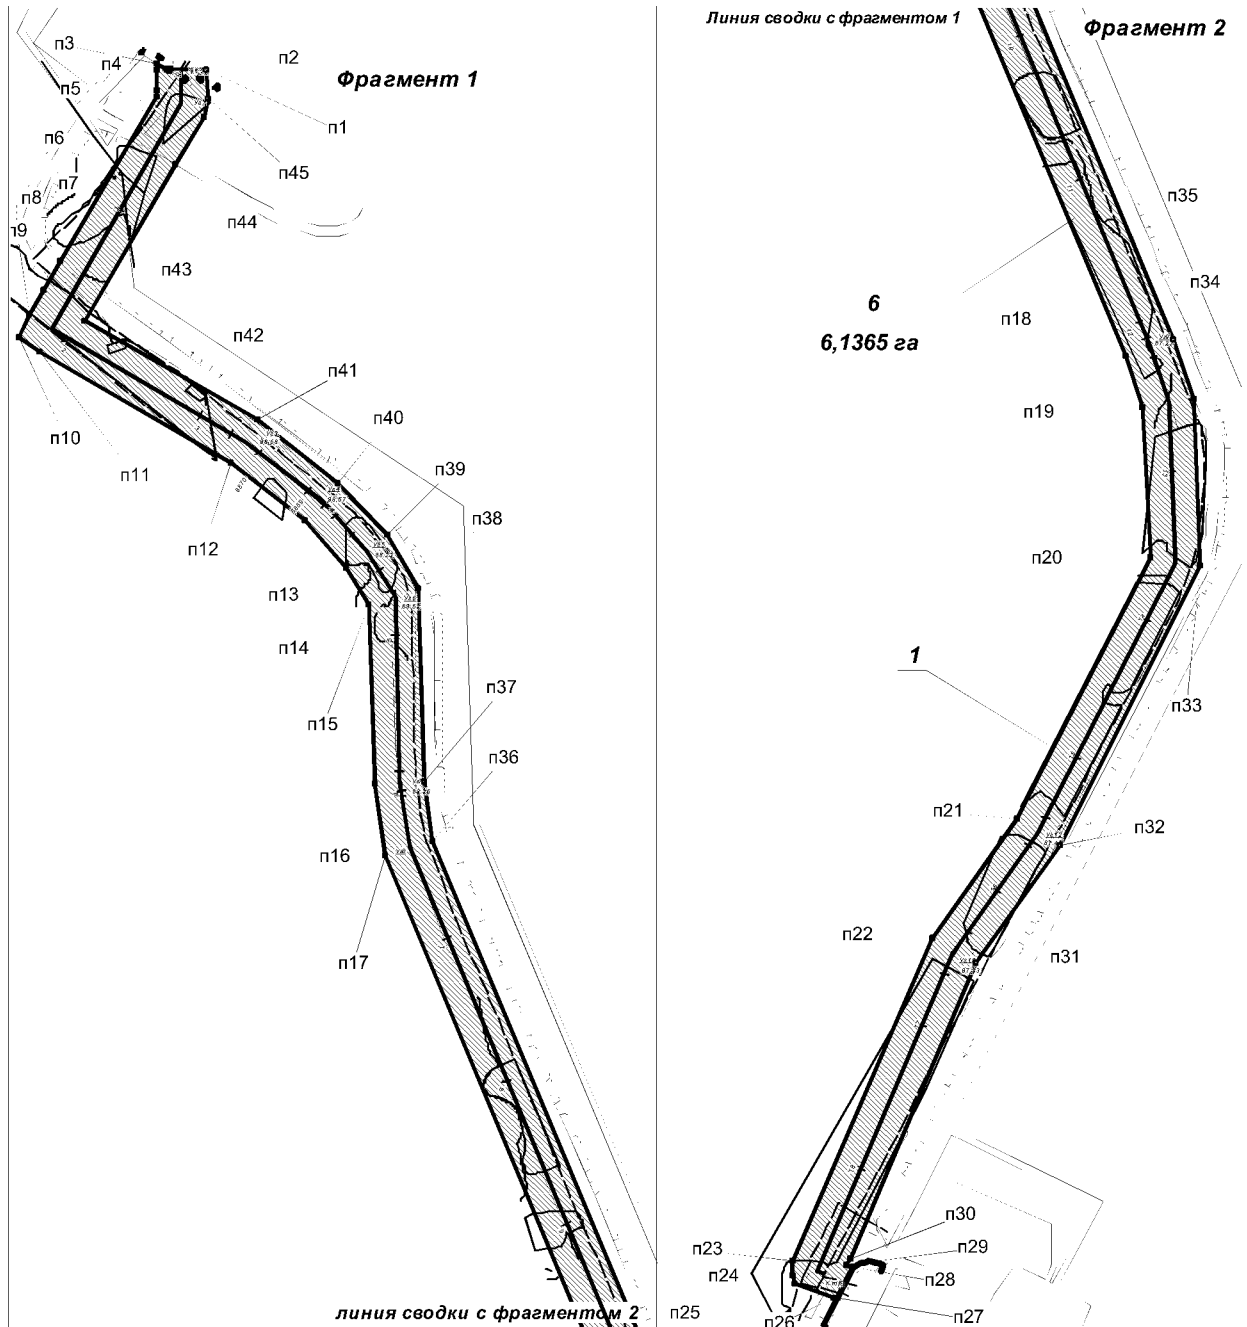 п3
п2
п4
Фрагмент 1
п5
п1
п6
п45
п7
п8
п44
п9
п43
п42
п41
п40
п10
п39
п11
п38
п12
п13
п14
п37
п15
п36
п16
п17
линия сводки с фрагментом 2
Линия сводки с фрагментом 1
Фрагмент 2
п35
п34
6
п18
6,1365 га
п19
п20
1
п33
п21
п32
п22
п31
п30
п23
п29
п24
п28
п25
п26
п27